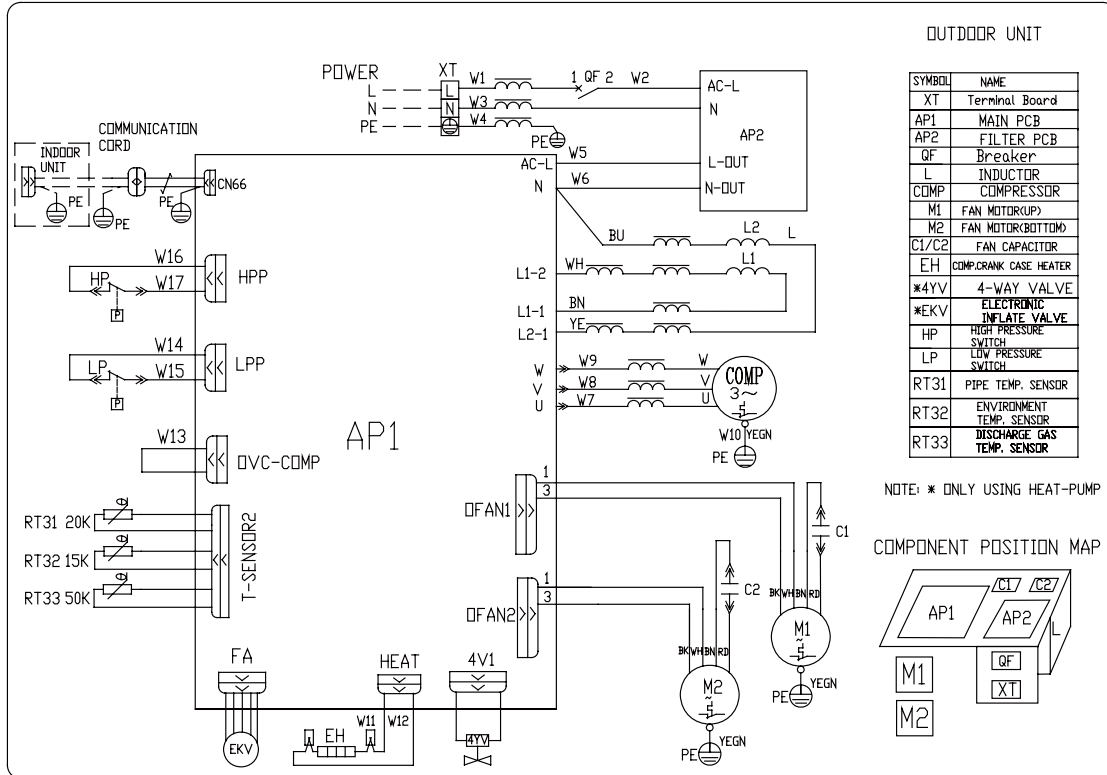 OUTDOOR UNIT
SYMBOL NAME
XT Terminal Board
AP1 MAIN PCB
AP2 FILTER PCB
QF Breaker
L INDUCTOR
COMP COMPRESSOR
M1 FAN MOTOR(UP)
M2 FAN MOTOR(BOTTOM)
C1/C2 FAN CAPACITOR
EH COMP.CRANK CASE HEATER
*4YV 4-WAY VALVE
*EKV ELECTRONIC
INFLATE VALVE
HP HIGH PRESSURE
SWITCH
LP LOW PRESSURE
SWITCH
RT31 PIPE TEMP. SENSOR
RT32 ENVIRONMENT
TEMP. SENSOR
RT33 DISCHARGE GAS
TEMP. SENSOR
NOTE: * ONLY USING HEAT-PUMP
COMPONENT POSITION MAP
C1 C2
AP1 AP2
L
QF
XT
M1
M2
POWER XT
L L W1 1 QF 2 W2 AC-L
N N W3 N
PE W4 PE
AP2
W5 L-OUT
W6 N-OUT
AC-L
N
COMMUNICATION
CORD
INDOOR
UNIT
CN66
PE PE PE
W16
HP W17 HPP
P
W14
LP W15 LPP
P
W13
OVC-COMP
AP1
θ
RT31 20K
θ
RT32 15K
θ
RT33 50K
T-SENSOR2
BU L2 L
L1-2 WH L1
L1-1 BN
L2-1 YE
W W9 W
V W8 V
U W7 U
COMP
3~
W10 YEGN
PE
OFAN1 1
3
C1
BK WH BN RD
M1
~
YEGN
PE
OFAN2 1
3
C2
BK WH BN RD
M2
~
YEGN
PE
FA
EKV
HEAT
W11 W12
EH
4V1
4YV